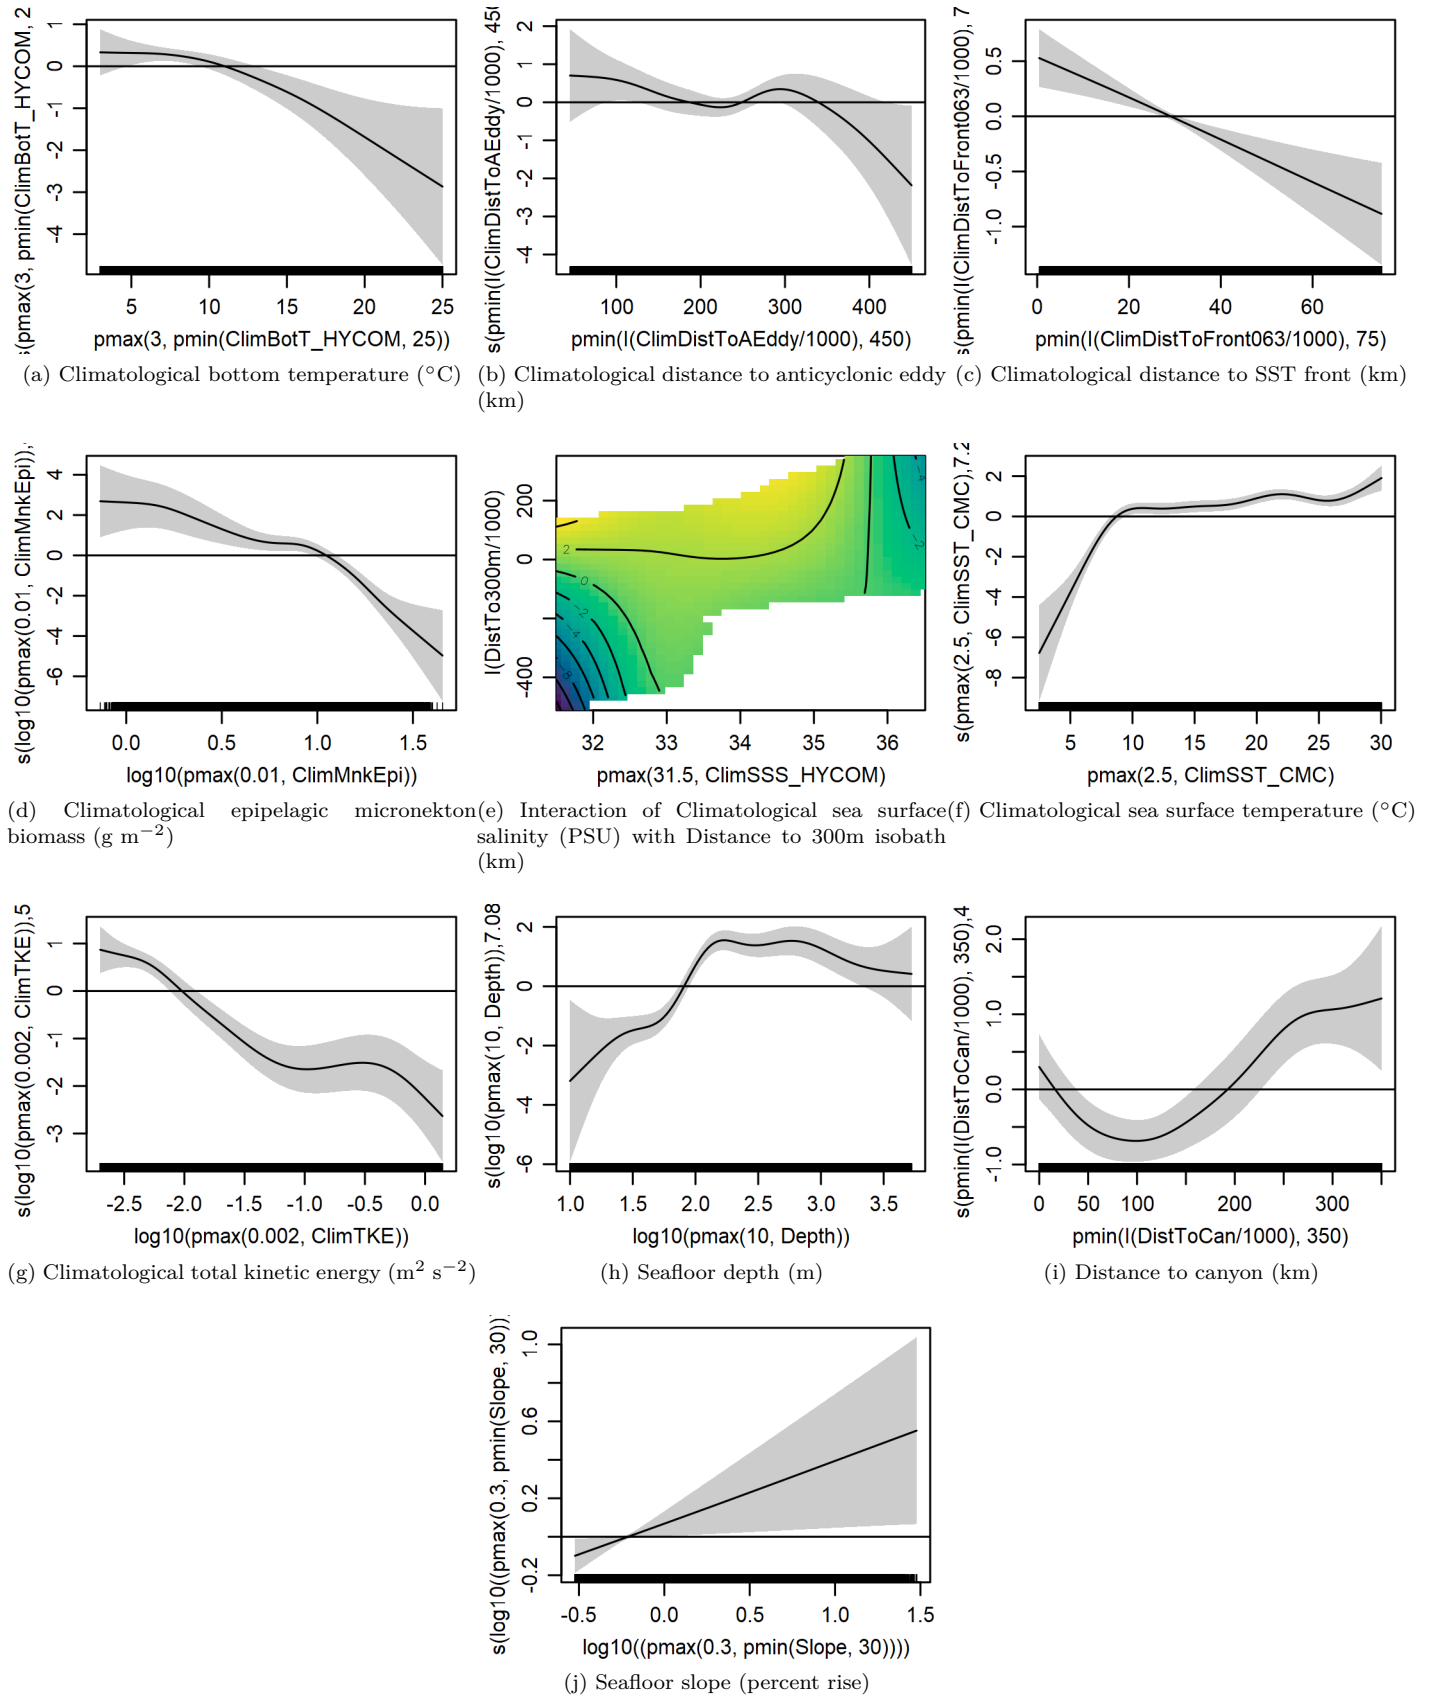 s(pmax(3, pmin(ClimBotT_HYCOM, 2
1
0
-1
-2
-3
-4
5 10 15 20 25
pmax(3, pmin(ClimBotT_HYCOM, 25))
(a) Climatological bottom temperature (°C)
s(pmin(I(ClimDistToAEddy/1000), 450
2
1
0
-1
-2
-3
-4
100 200 300 400
pmin(I(ClimDistToAEddy/1000), 450)
(b) Climatological distance to anticyclonic eddy
(km)
s(pmin(I(ClimDistToFront063/1000), 7
0.5
0.0
-0.5
-1.0
0 20 40 60
pmin(I(ClimDistToFront063/1000), 75)
(c) Climatological distance to SST front (km)
s(log10(pmax(0.01, ClimMnkEpi)),
4
2
0
-2
-4
-6
0.0 0.5 1.0 1.5
log10(pmax(0.01, ClimMnkEpi))
(d) Climatological epipelagic micronekton
biomass (g m−2)
I(DistTo300m/1000)
200
0
-400
2
0
-2
-4
-8
-4
-2
32 33 34 35 36
pmax(31.5, ClimSSS_HYCOM)
(e) Interaction of Climatological sea surface
salinity (PSU) with Distance to 300m isobath
(km)
s(pmax(2.5, ClimSST_CMC),7.2
2
0
-2
-4
-6
-8
5 10 15 20 25 30
pmax(2.5, ClimSST_CMC)
(f) Climatological sea surface temperature (°C)
s(log10(pmax(0.002, ClimTKE)),5
1
0
-1
-2
-3
-2.5 -2.0 -1.5 -1.0 -0.5 0.0
log10(pmax(0.002, ClimTKE))
(g) Climatological total kinetic energy (m2 s−2)
s(log10(pmax(10, Depth)),7.08
2
0
-2
-4
-6
1.0 1.5 2.0 2.5 3.0 3.5
log10(pmax(10, Depth))
(h) Seafloor depth (m)
s(pmin(I(DistToCan/1000), 350),4
2.0
1.0
0.0
-1.0
0 50 100 200 300
pmin(I(DistToCan/1000), 350)
(i) Distance to canyon (km)
s(log10((pmax(0.3, pmin(Slope, 30)))
1.0
0.6
0.2
-0.2
-0.5 0.0 0.5 1.0 1.5
log10((pmax(0.3, pmin(Slope, 30))))
(j) Seafloor slope (percent rise)